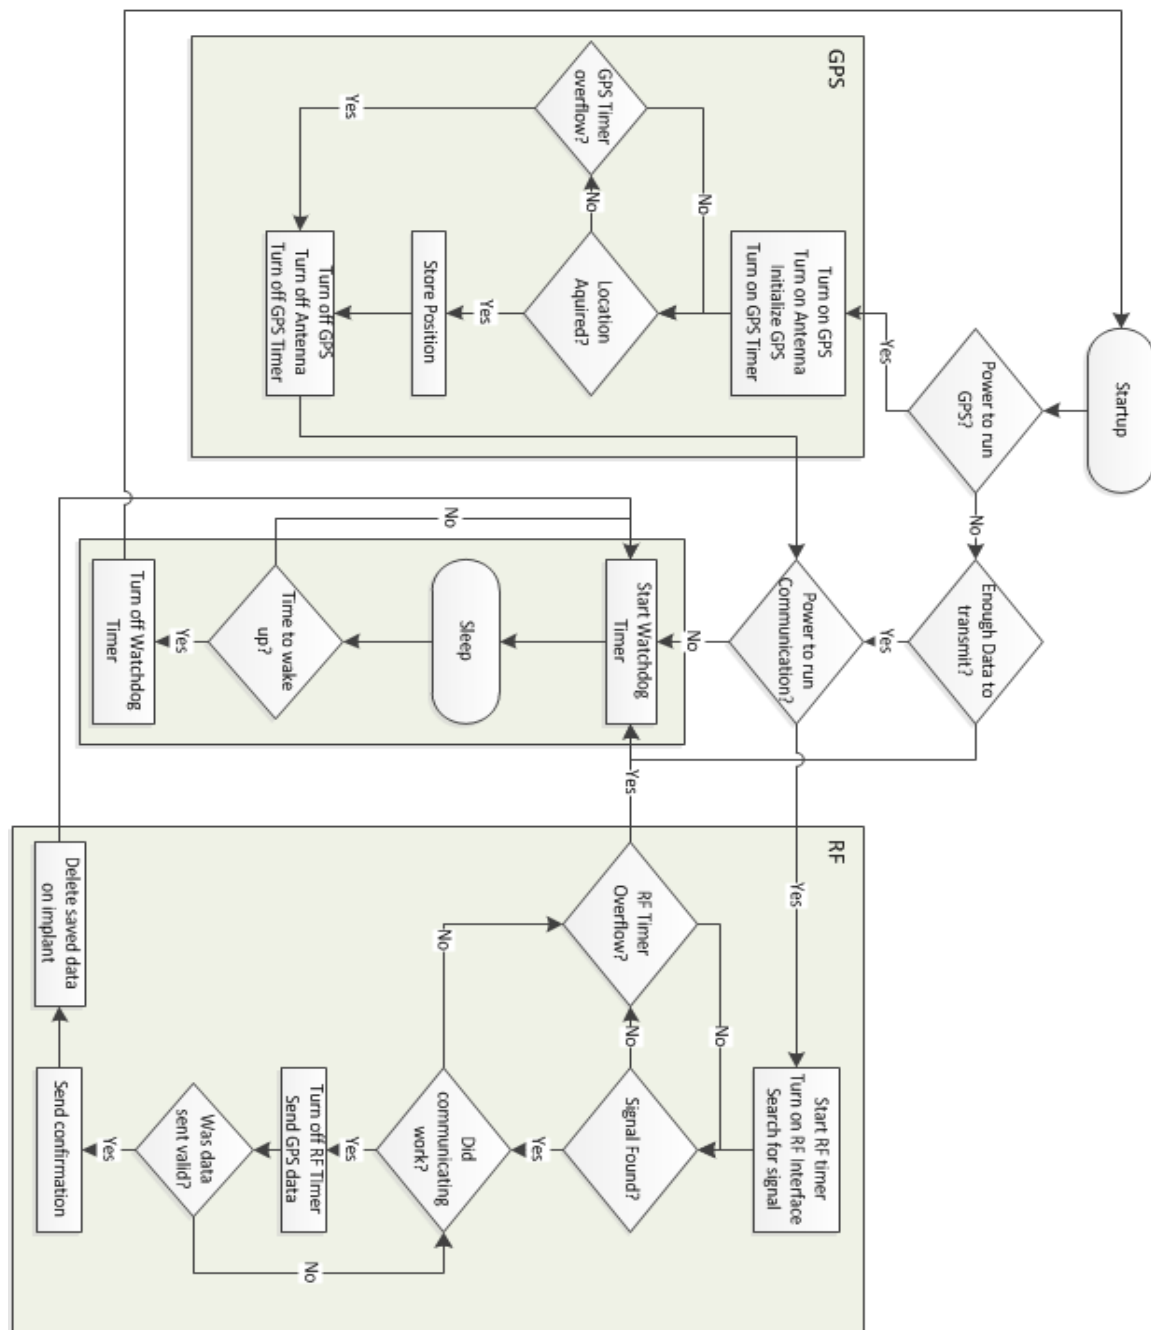 Startup
Power to run
GPS?
Yes
No
Enough Data to
transmit?
Yes
Power to run
Communication?
No
Yes
GPS
Turn on GPS
Turn on Antenna
Initialize GPS
Turn on GPS Timer
Location
Aquired?
No
Yes
GPS Timer
overflow?
No
Yes
Store Position
Turn off GPS
Turn off Antenna
Turn off GPS Timer
Start Watchdog
Timer
Sleep
Time to wake
up?
No
Yes
Turn off Watchdog
Timer
RF
Start RF timer
Turn on RF Interface
Search for signal
Signal Found?
No
Yes
RF Timer
Overflow?
No
Yes
Did
communicating
work?
No
Yes
Turn off RF Timer
Send GPS data
Was data
sent valid?
No
Yes
Send confirmation
Delete saved data
on implant